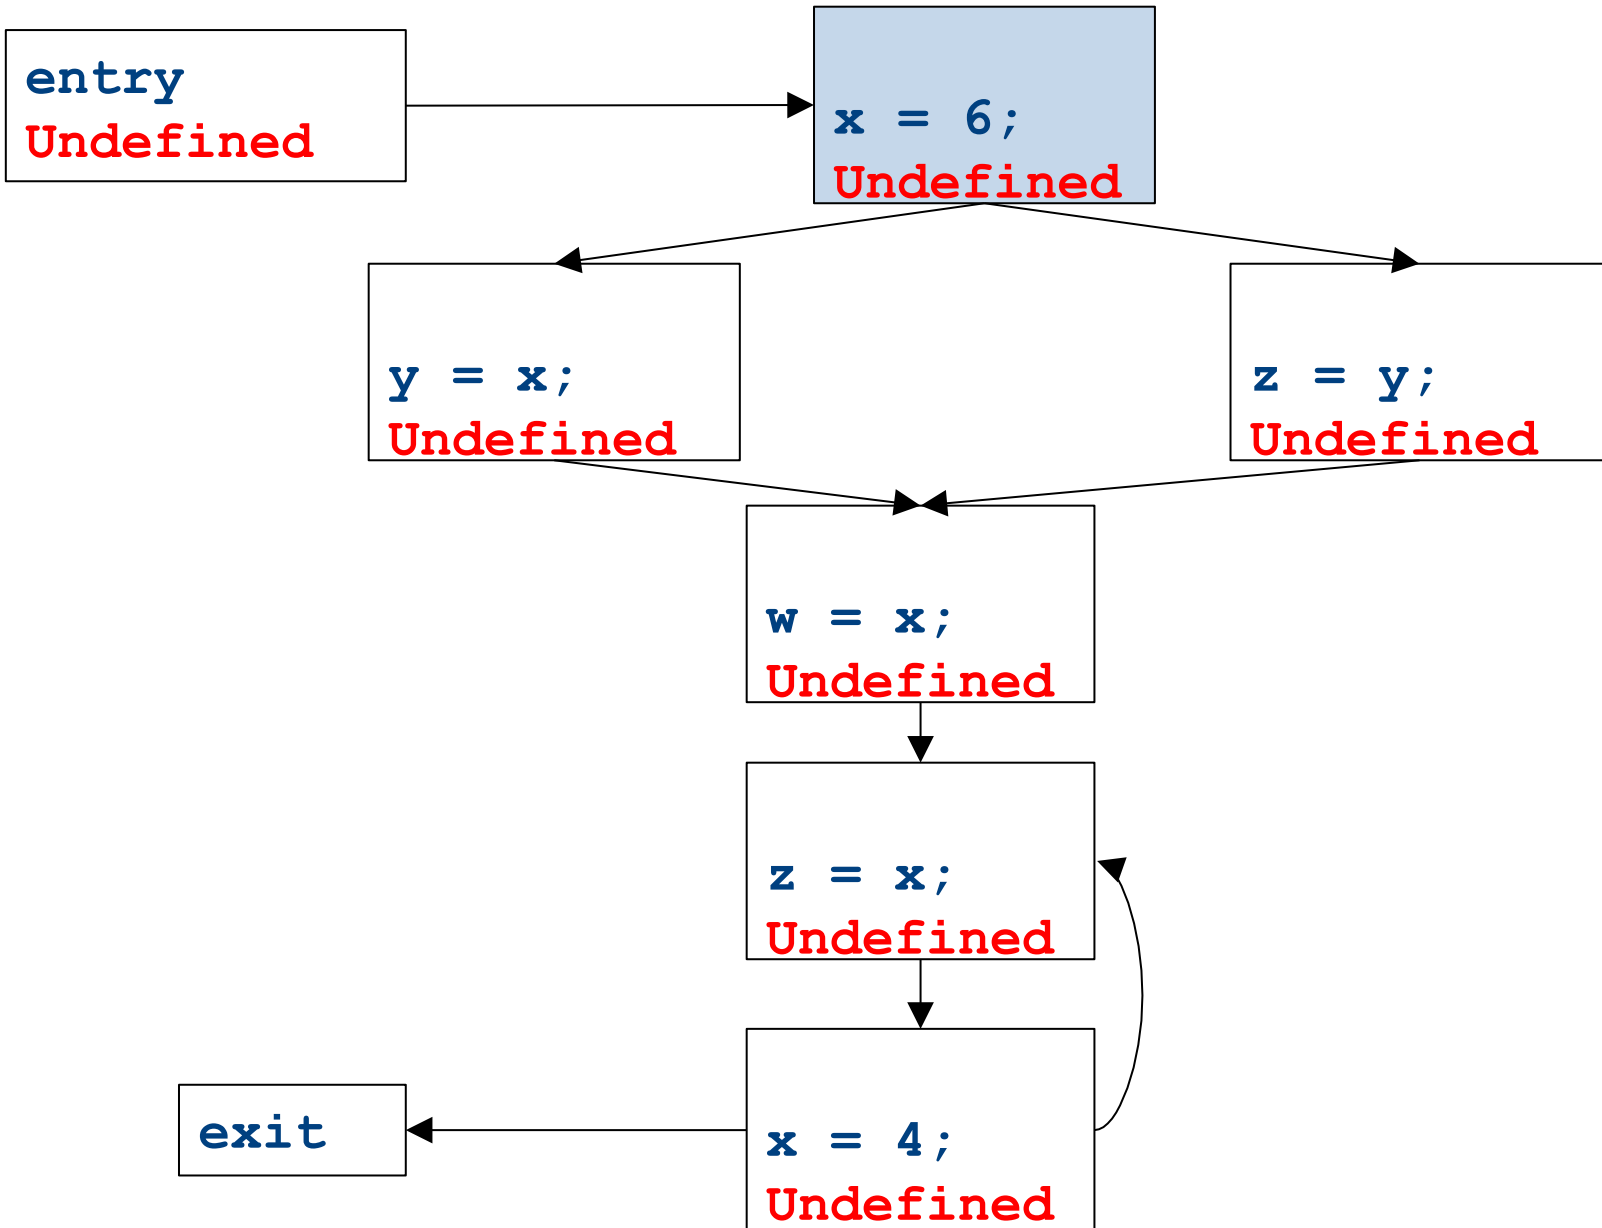 entry
Undefined
x = 6;
Undefined
y = x;
Undefined
z = y;
Undefined
w = x;
Undefined
z = x;
Undefined
exit
x = 4;
Undefined